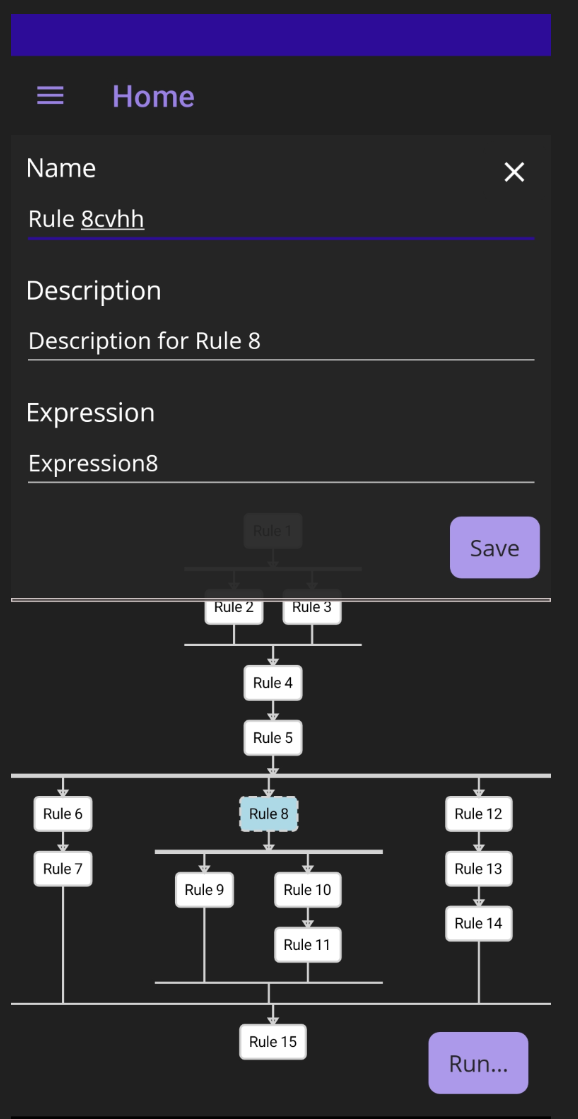 Home
Name
Rule 8cvhh
Description
Description for Rule 8
Expression
Expression8
Rule 1
Save
Rule 2 Rule 3
Rule 4
Rule 5
Rule 6 Rule 8 Rule 12
Rule 7 Rule 13
Rule 9 Rule 10
Rule 14
Rule 11
Rule 15
Run...